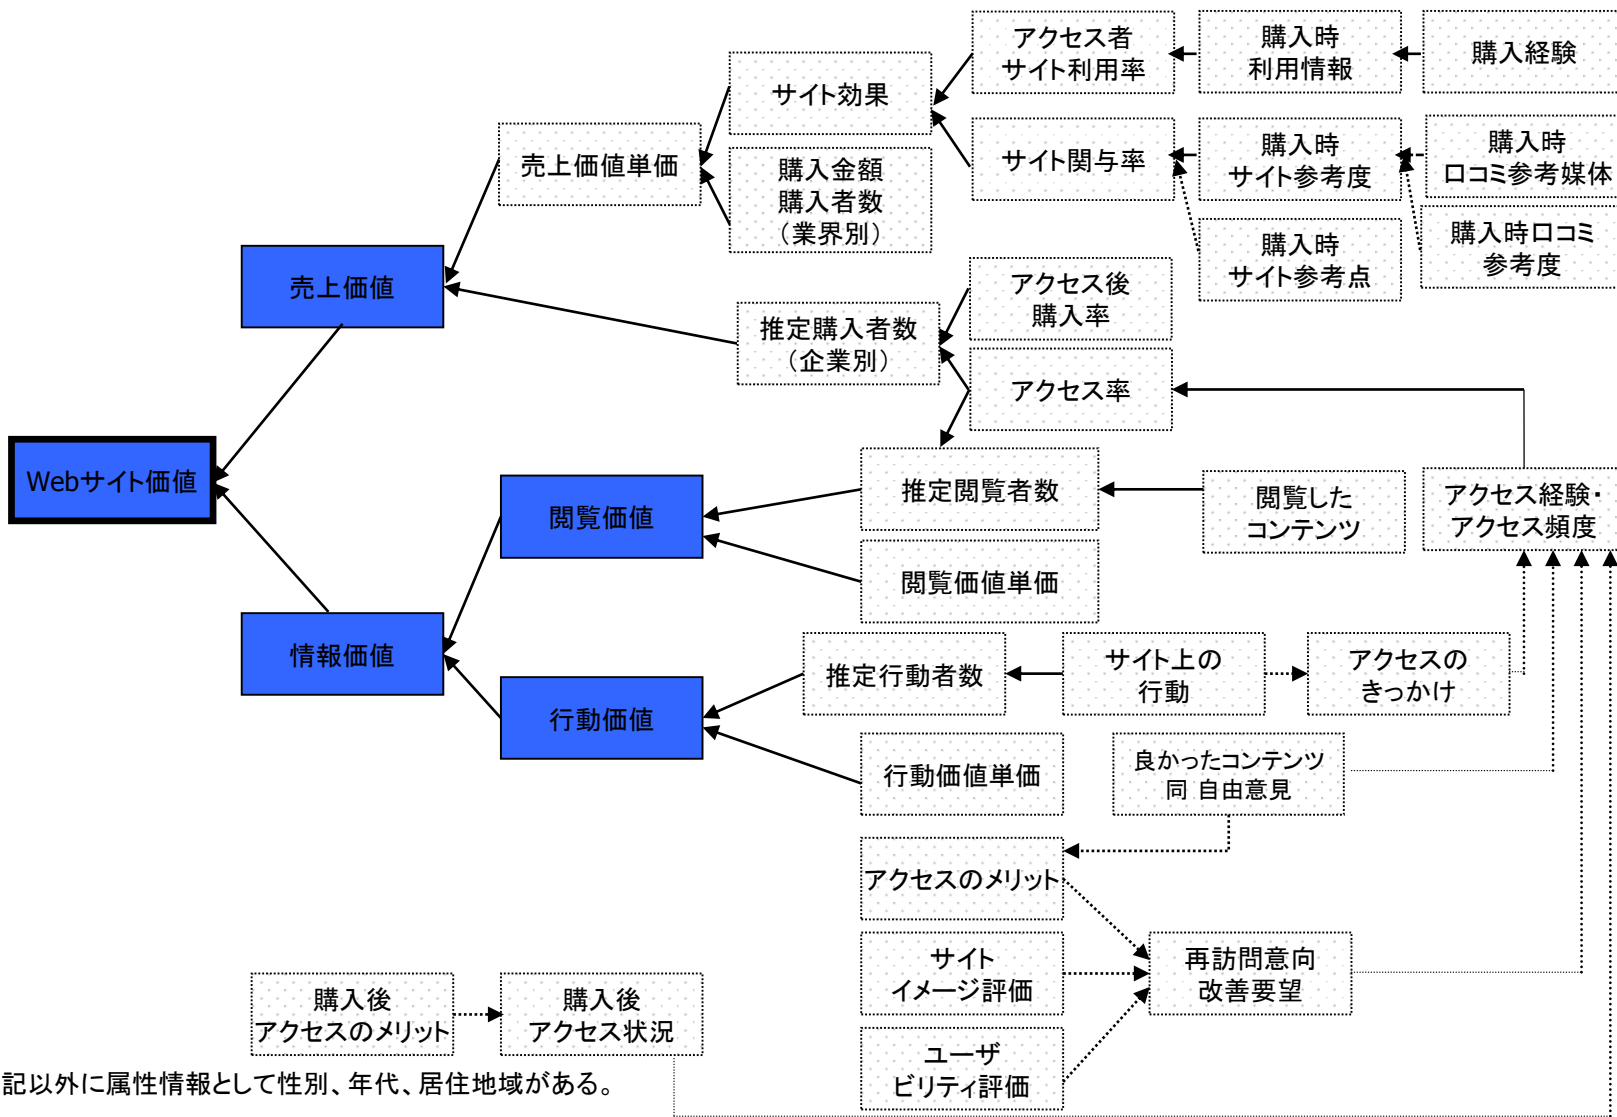 アクセス者
サイト利用率
購入時
利用情報
購入経験
サイト効果
売上価値単価
購入金額
購入者数
（業界別）
サイト関与率
購入時
サイト参考度
購入時
口コミ参考媒体
購入時
サイト参考点
購入時口コミ
参考度
売上価値
推定購入者数
（企業別）
アクセス後
購入率
アクセス率
Webサイト価値
閲覧価値
推定閲覧者数
閲覧した
コンテンツ
アクセス経験・
アクセス頻度
閲覧価値単価
情報価値
行動価値
推定行動者数
サイト上の
行動
アクセスの
きっかけ
行動価値単価
良かったコンテンツ
同 自由意見
アクセスのメリット
サイト
イメージ評価
再訪問意向
改善要望
購入後
アクセスのメリット
購入後
アクセス状況
ユーザ
ビリティ評価
記以外に属性情報として性別、年代、居住地域がある。